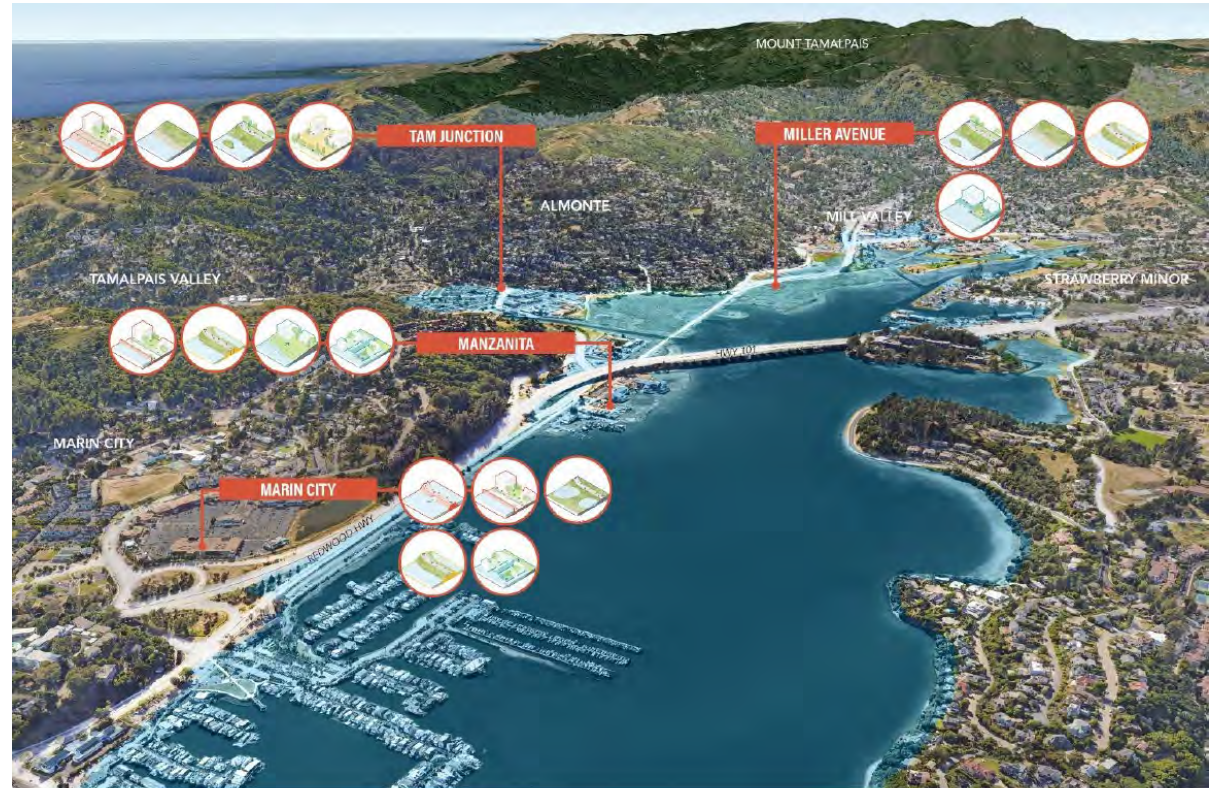 MOUNT TAMALPAIS
TAM JUNCTION
MILLER AVENUE
ALMONTE
MILL VALLEY
TAMALPAIS VALLEY
STRAWBERRY MINOR
MANZANITA
HWY 101
MARIN CITY
MARIN CITY
REDWOOD HWY